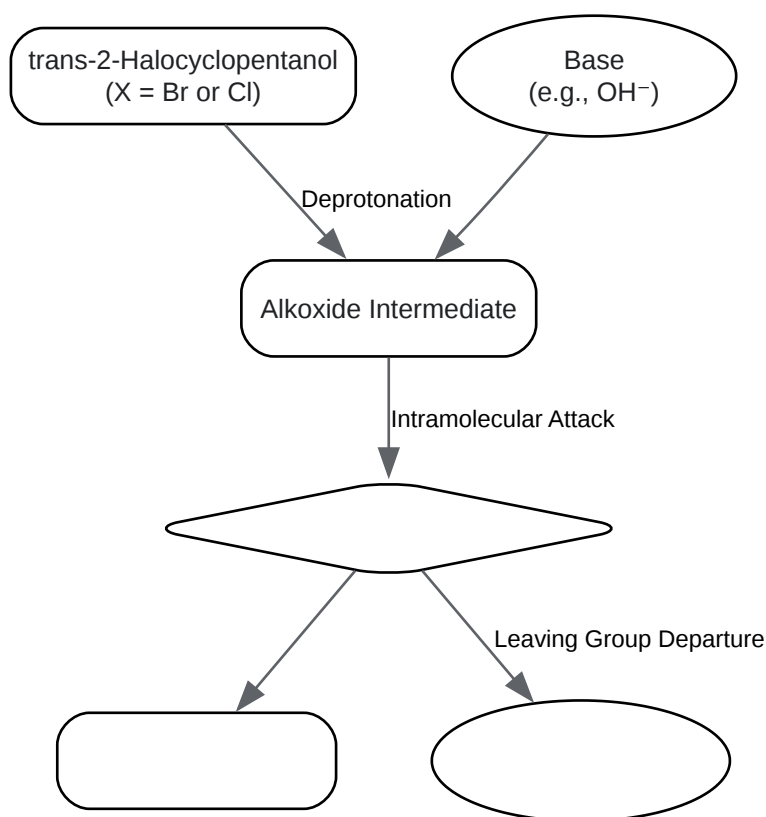 trans-2-Halocyclopentanol
(X = Br or Cl)
Base
(e.g., OH⁻)
Deprotonation
Alkoxide Intermediate
Intramolecular Attack
Leaving Group Departure